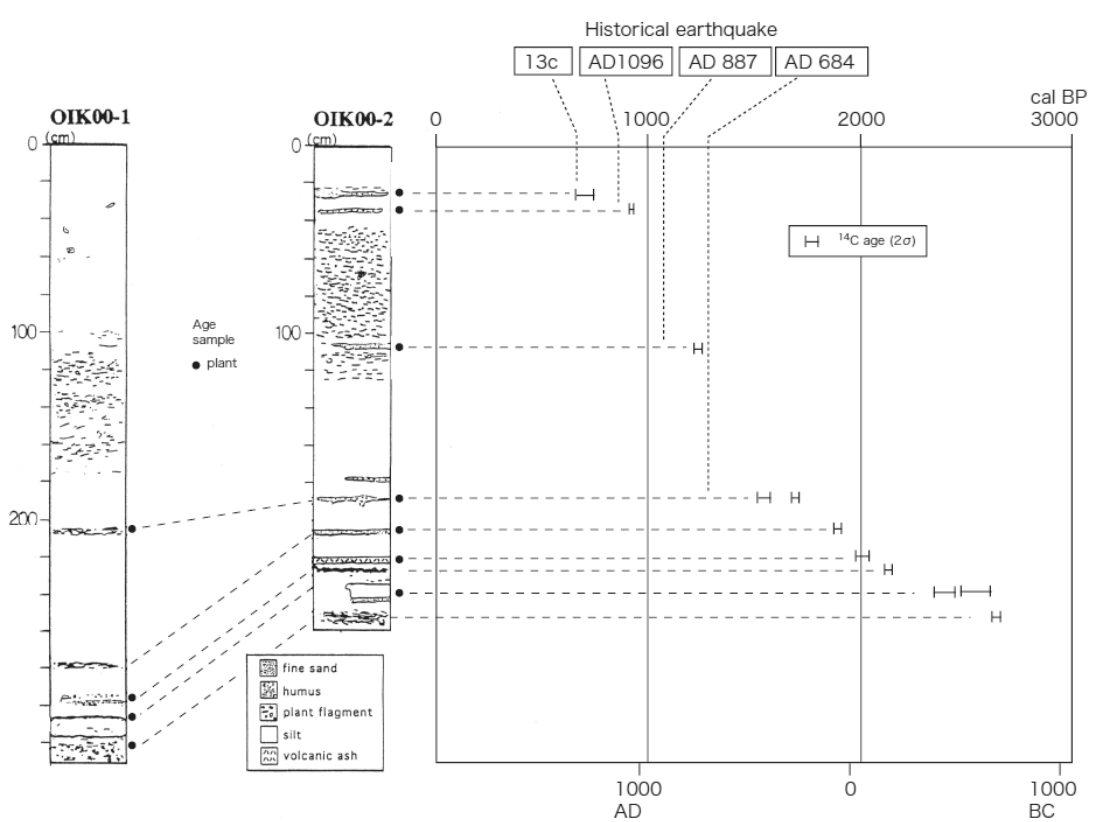 Historical earthquake
13c AD1096 AD 887 AD 684
cal BP
OIK00-1 OIK00-2 0 1000 2000 3000
(cm) (cm)
0 0
14C age (2σ)
100 100
Age
sample
● plant
200
fine sand
humus
plant flagment
silt
volcanic ash
1000 0 1000
AD BC